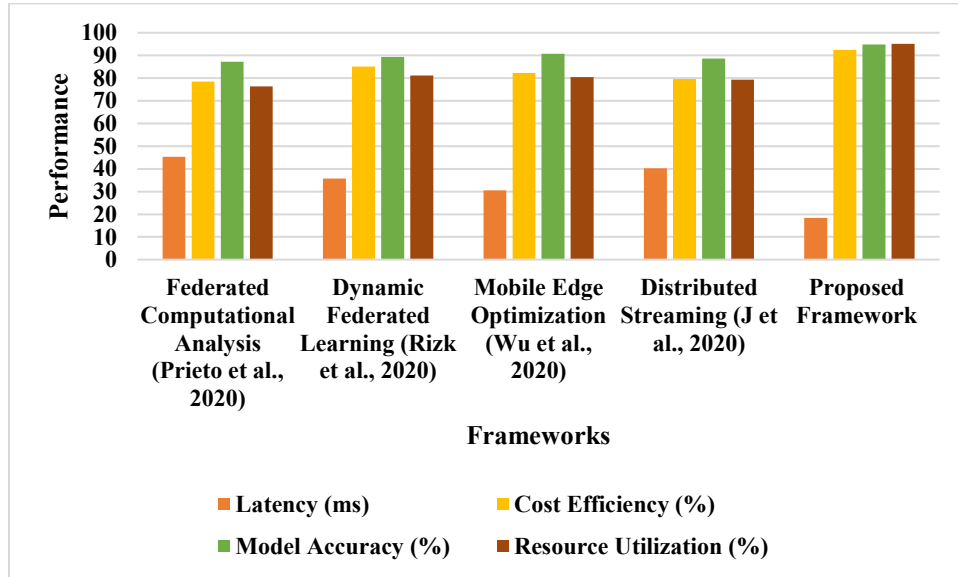 100
90
80
70
60
50
40
30
20
10
0
Performance
Federated
Computational
Analysis
(Prieto et al.,
2020)
Dynamic
Federated
Learning (Rizk
et al., 2020)
Mobile Edge
Optimization
(Wu et al.,
2020)
Distributed
Streaming (J et
al., 2020)
Proposed
Framework
Frameworks
Latency (ms)
Cost Efficiency (%)
Model Accuracy (%)
Resource Utilization (%)